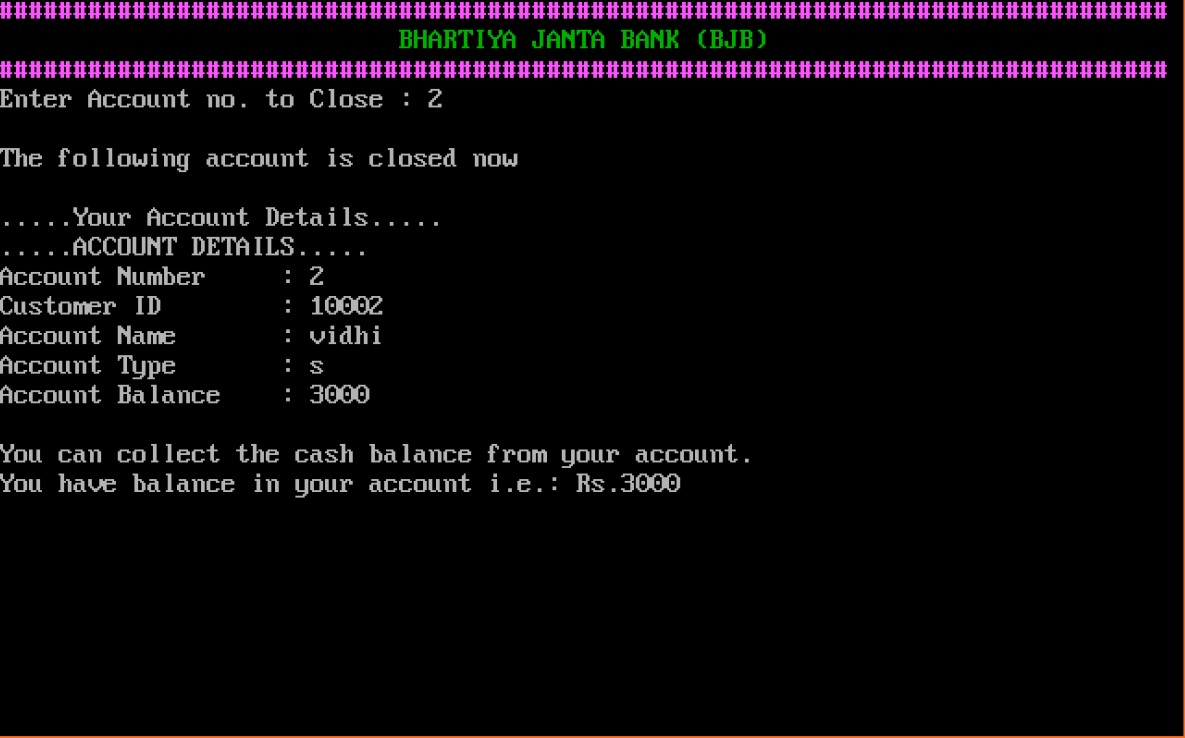 ###############################################################################
BHARTIYA JANTA BANK (BJB)
###############################################################################
Enter Account no. to Close : 2
The following account is closed now
.....Your Account Details.....
.....ACCOUNT DETAILS.....
Account Number     : 2
Customer ID        : 10002
Account Name       : vidhi
Account Type       : s
Account Balance    : 3000
You can collect the cash balance from your account.
You have balance in your account i.e.: Rs.3000